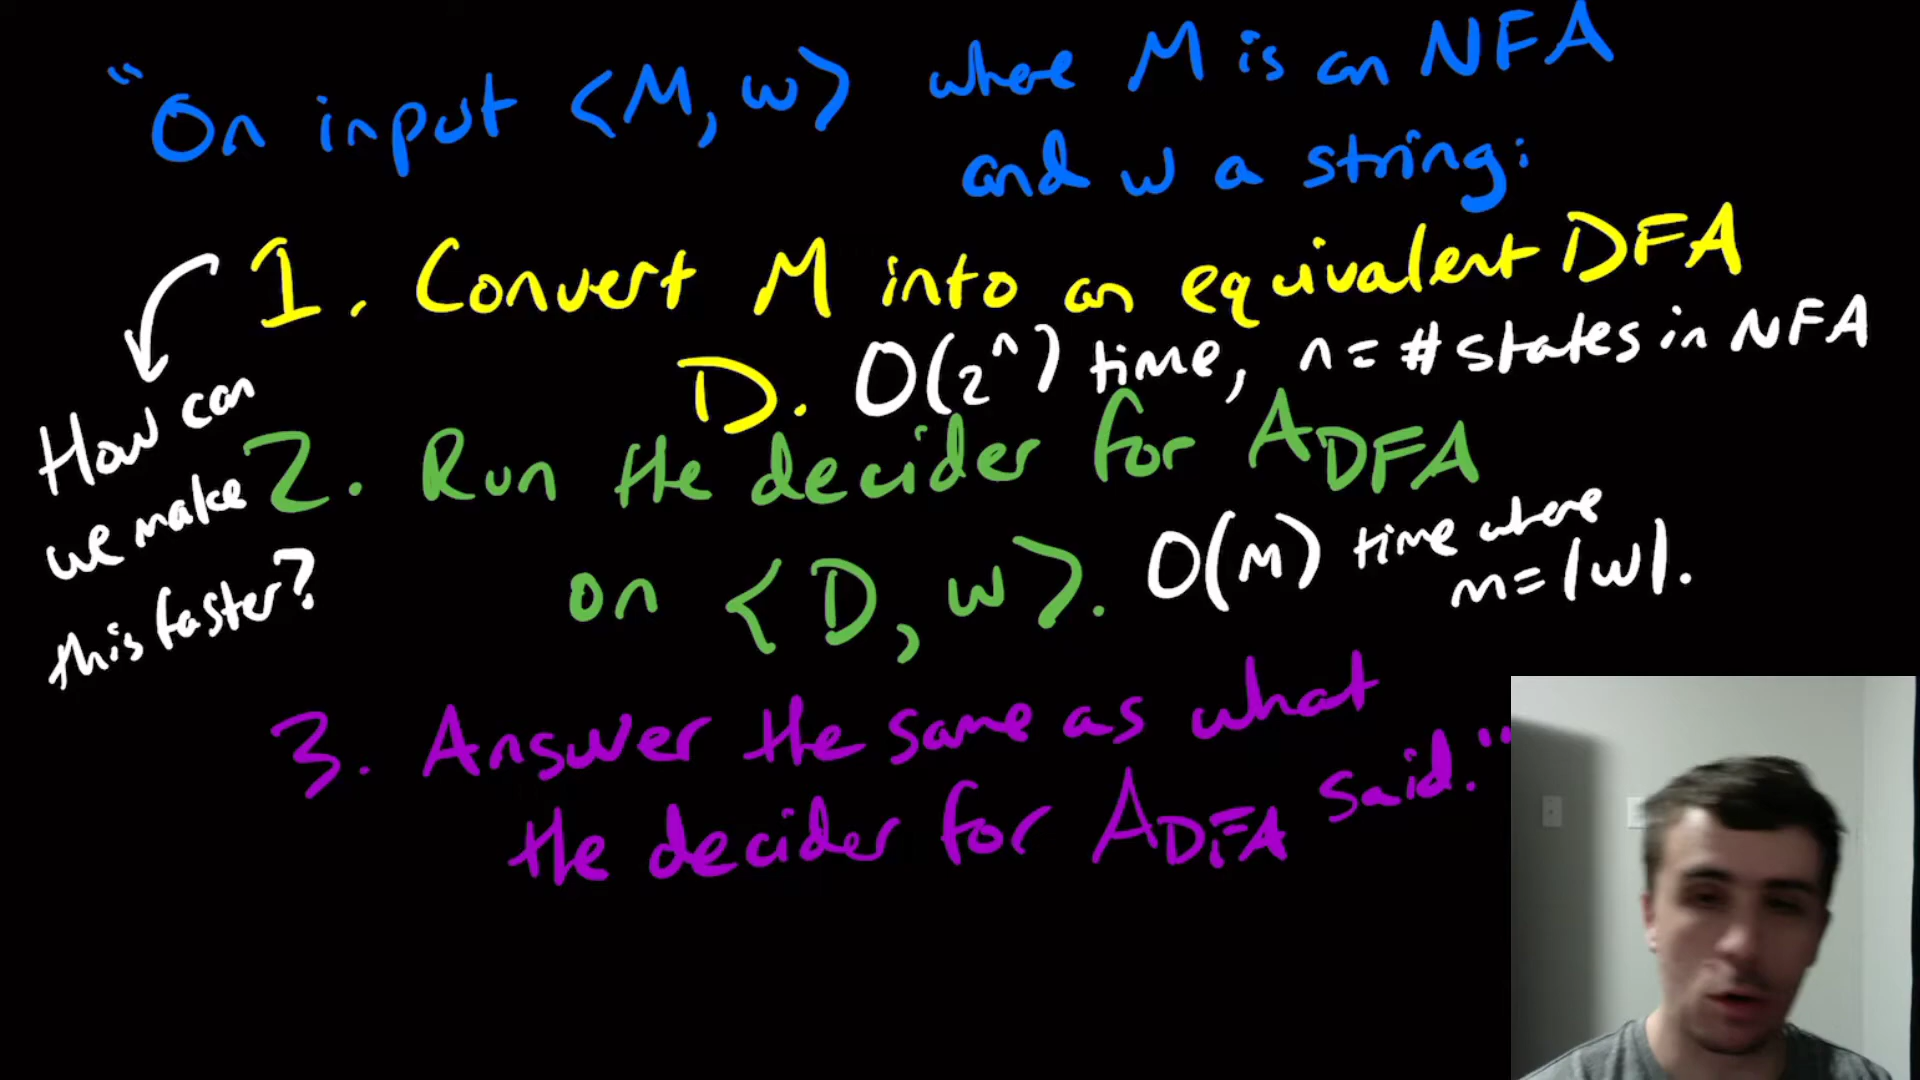 "On input <M, w> where M is an NFA
and w a string:
1. Convert M into an equivalent DFA
D. O(2^n) time, n = # states in NFA
How can
we make
this faster?
2. Run the decider for A_DFA
on <D, w>. O(m) time where
m = |w|.
3. Answer the same as what
the decider for A_DFA said."